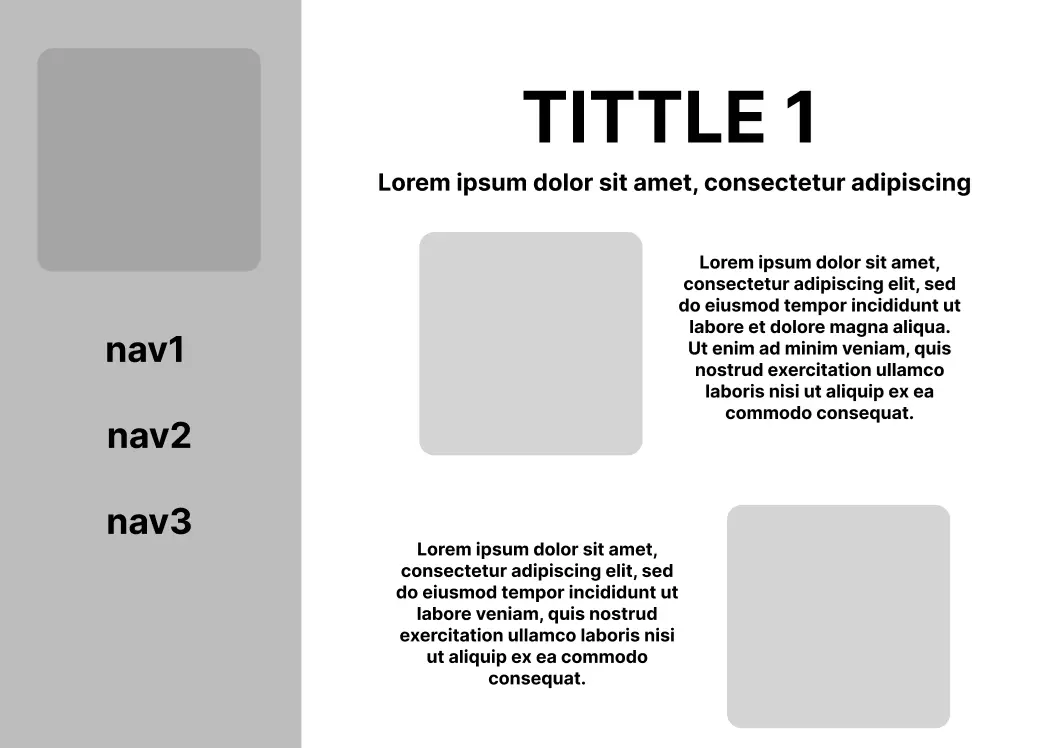 nav1
nav2
nav3
TITTLE 1
Lorem ipsum dolor sit amet, consectetur adipiscing
Lorem ipsum dolor sit amet,
consectetur adipiscing elit, sed
do eiusmod tempor incididunt ut
labore et dolore magna aliqua.
Ut enim ad minim veniam, quis
nostrud exercitation ullamco
laboris nisi ut aliquip ex ea
commodo consequat.
Lorem ipsum dolor sit amet,
consectetur adipiscing elit, sed
do eiusmod tempor incididunt ut
labore veniam, quis nostrud
exercitation ullamco laboris nisi
ut aliquip ex ea commodo
consequat.